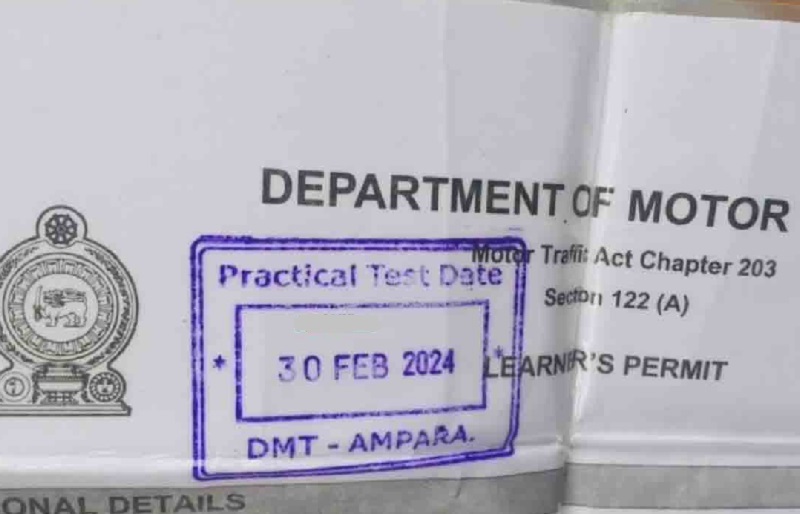 DEPARTMENT OF MOTOR
Motor Traffic Act Chapter 203
Section 122 (A)
LEARNER'S PERMIT
Practical Test Date
* 30 FEB 2024 *
DMT - AMPARA.
ONAL DETAILS